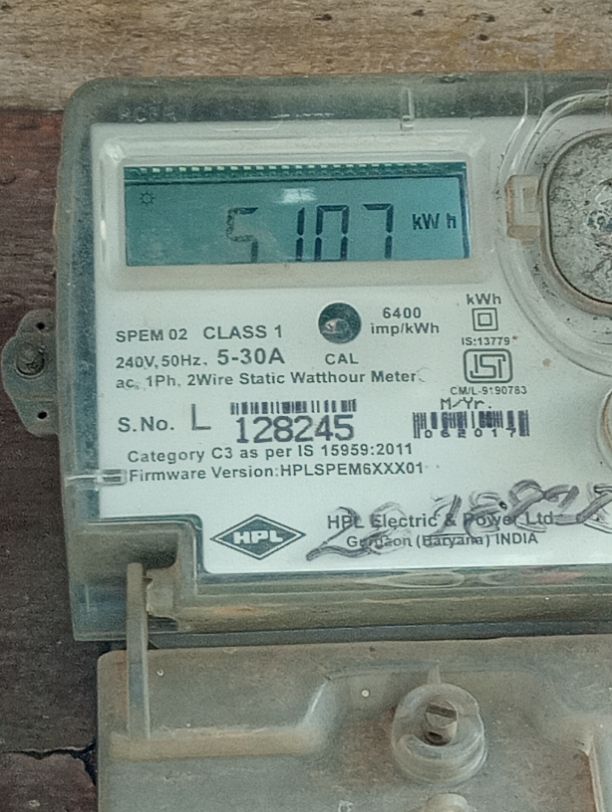 5107 kWh
kWh
6400
imp/kWh
CAL
IS:13779*
SPEM 02 CLASS 1
240V, 50Hz, 5-30A
ac, 1Ph, 2Wire Static Watthour Meter
CM/L-9190783
M/Yr.
062017
S.No. L 128245
Category C3 as per IS 15959:2011
Firmware Version:HPLSPEM6XXX01
HPL
HPL Electric & Power Ltd.
Gurgaon (Haryana) INDIA